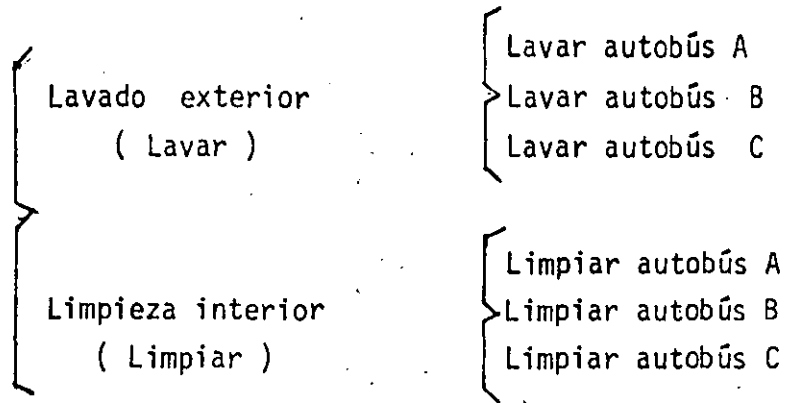 Lavado exterior
( Lavar )
Lavar autobús A
Lavar autobús B
Lavar autobús C
Limpieza interior
( Limpiar )
Limpiar autobús A
Limpiar autobús B
Limpiar autobús C